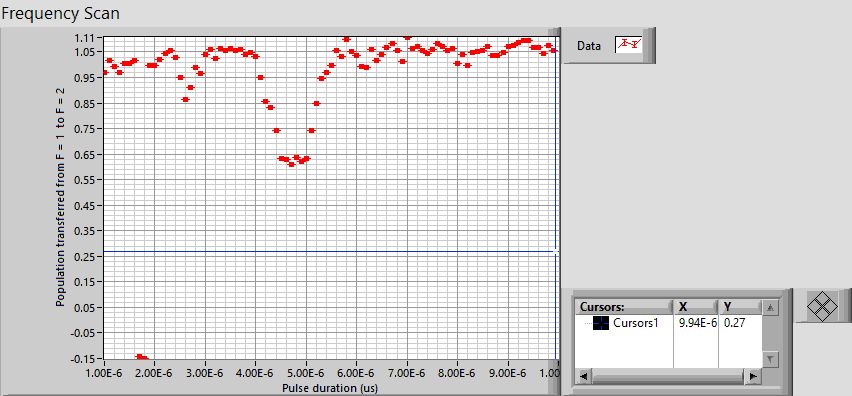 Frequency Scan
1.11
1.05
0.95
0.85
0.75
0.65
0.55
0.45
0.35
0.25
0.15
0.05
-0.05
-0.15
Population transferred from F = 1 to F = 2
1.00E-6 2.00E-6 3.00E-6 4.00E-6 5.00E-6 6.00E-6 7.00E-6 8.00E-6 9.00E-6 1.00
Pulse duration (us)
Data
Cursors: X Y
Cursors1 9.94E-6 0.27